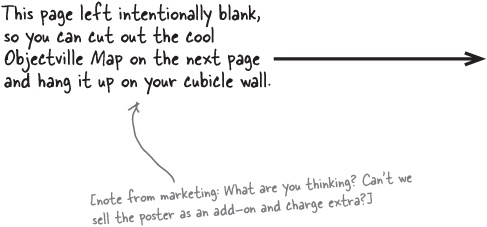 This page left intentionally blank,
so you can cut out the cool
Objectville Map on the next page
and hang it up on your cubicle wall.
[note from marketing: What are you thinking? Can't we
sell the poster as an add-on and charge extra?]